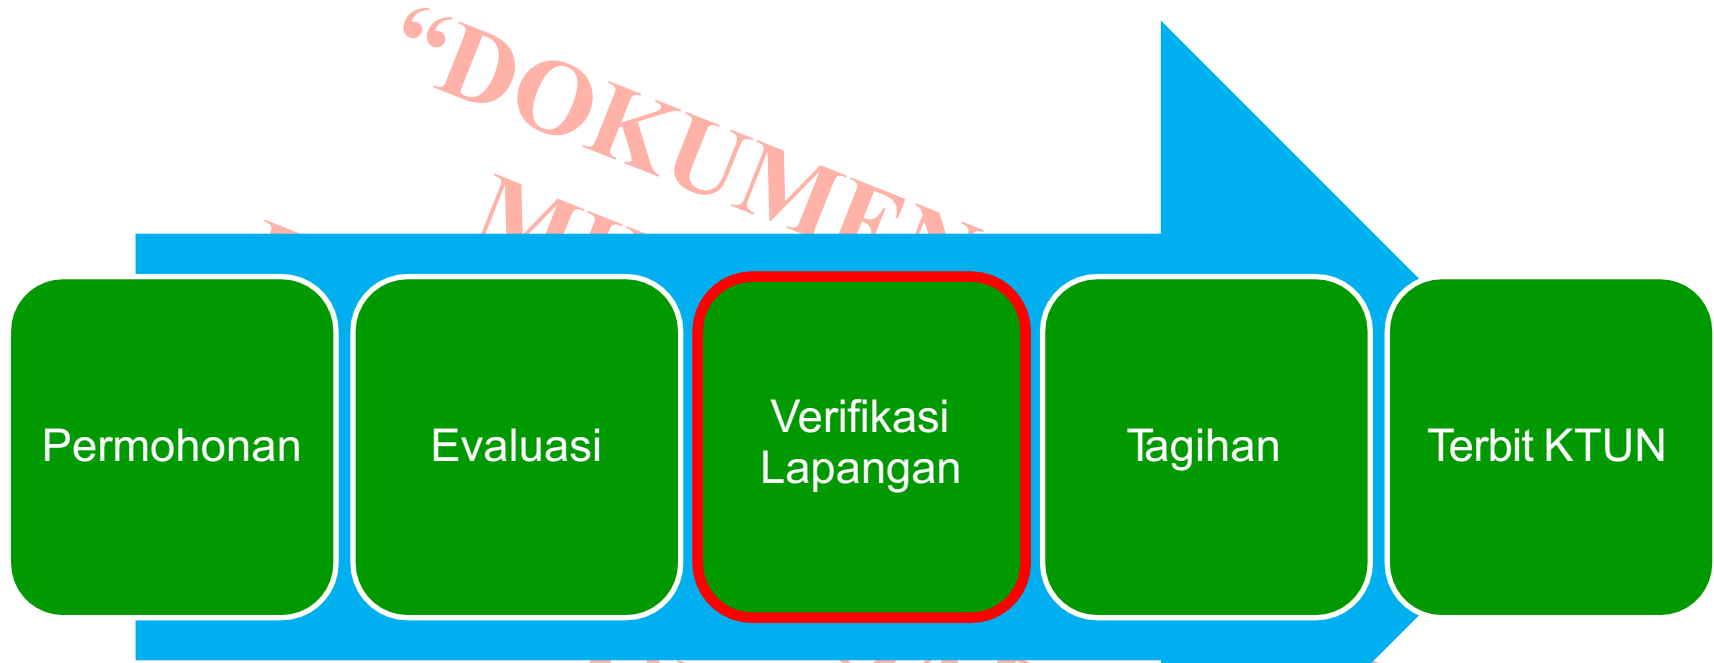 “DOKUMEN
Permohonan
Evaluasi
Verifikasi
Lapangan
Tagihan
Terbit KTUN